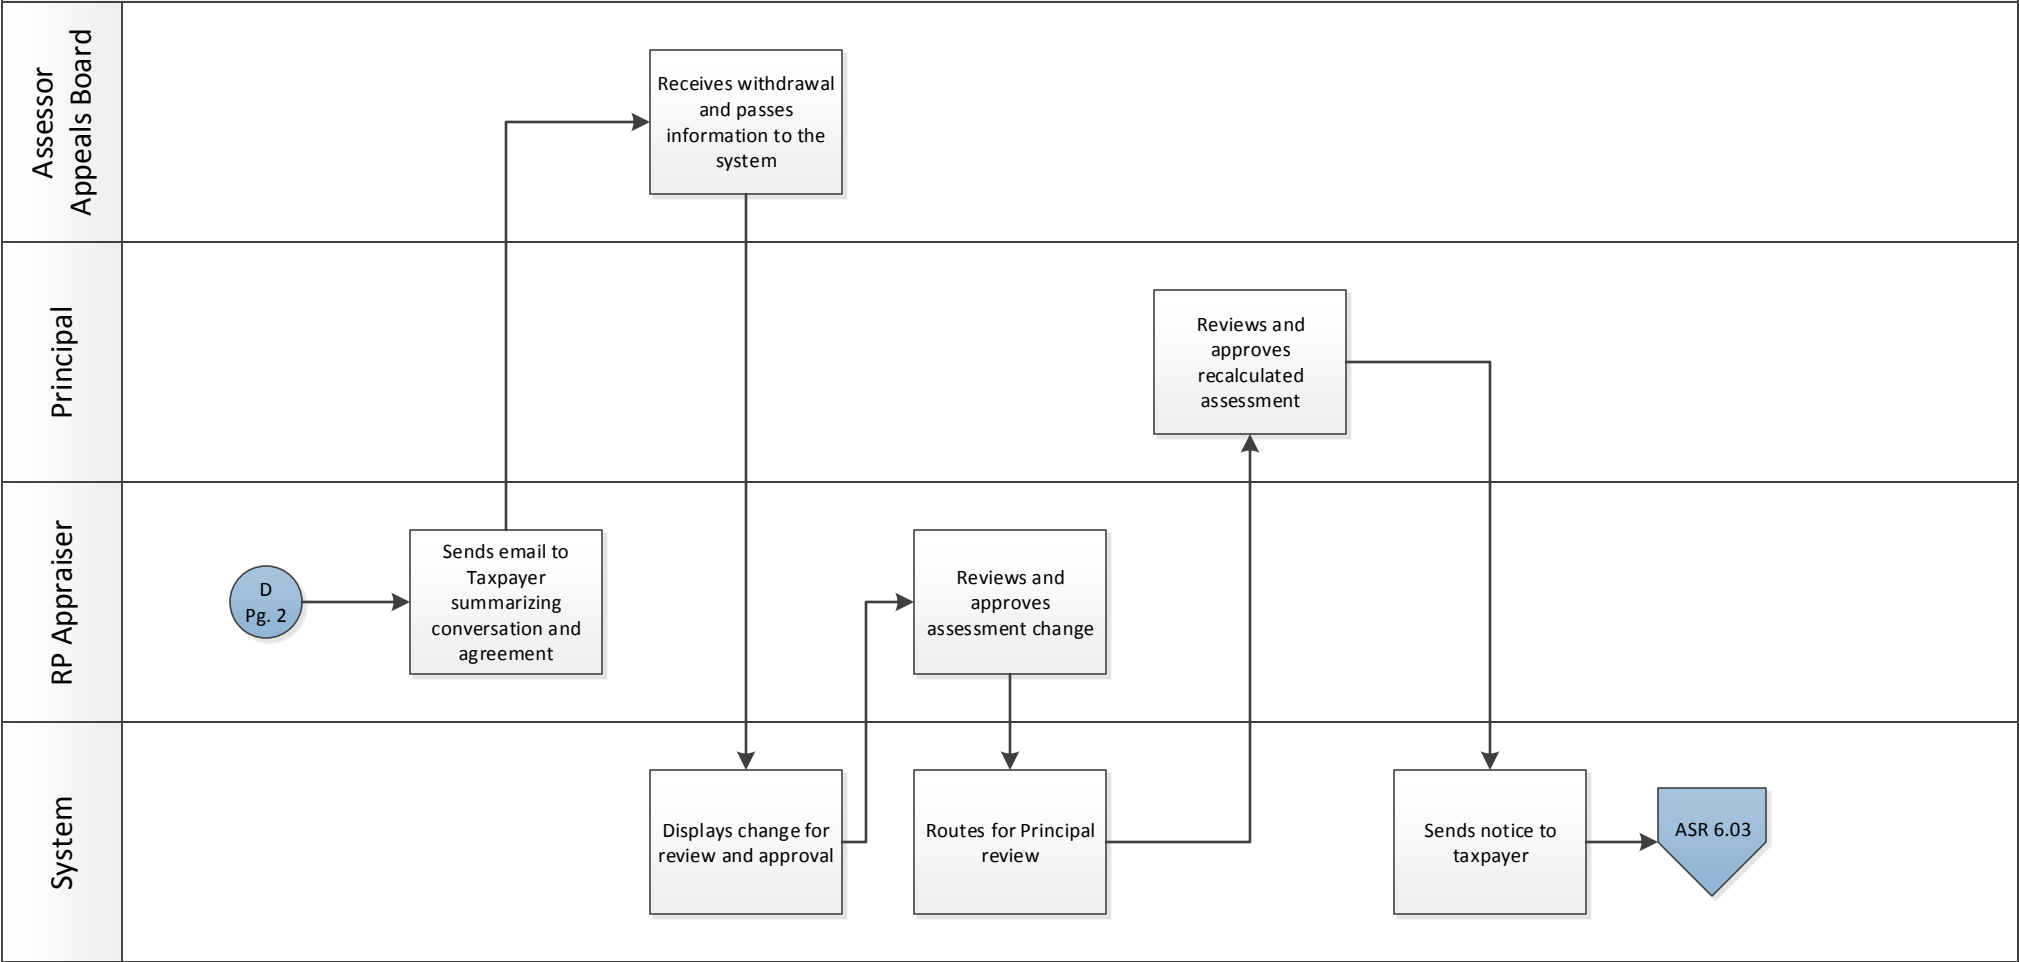 Assessor
Appeals Board
Receives withdrawal
and passes
information to the
system
Principal
Reviews and
approves
recalculated
assessment
RP Appraiser
D
Pg. 2
Sends email to
Taxpayer
summarizing
conversation and
agreement
Reviews and
approves
assessment change
System
Displays change for
review and approval
Routes for Principal
review
Sends notice to
taxpayer
ASR 6.03